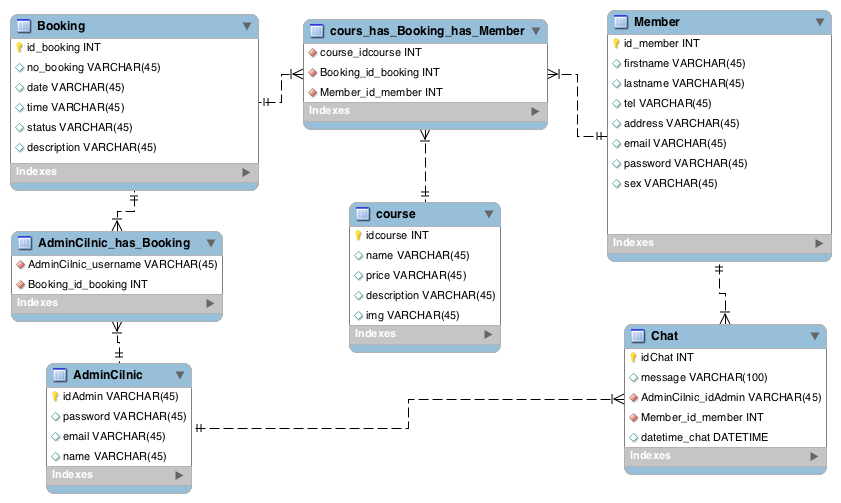 Booking
id_booking INT
no_booking VARCHAR(45)
date VARCHAR(45)
time VARCHAR(45)
status VARCHAR(45)
description VARCHAR(45)
Indexes
cours_has_Booking_has_Member
course_idcourse INT
Booking_id_booking INT
Member_id_member INT
Indexes
Member
id_member INT
firstname VARCHAR(45)
lastname VARCHAR(45)
tel VARCHAR(45)
address VARCHAR(45)
email VARCHAR(45)
password VARCHAR(45)
sex VARCHAR(45)
Indexes
AdminCilnic_has_Booking
AdminCilnic_username VARCHAR(45)
Booking_id_booking INT
Indexes
course
idcourse INT
name VARCHAR(45)
price VARCHAR(45)
description VARCHAR(45)
img VARCHAR(45)
Indexes
AdminCilnic
idAdmin VARCHAR(45)
password VARCHAR(45)
email VARCHAR(45)
name VARCHAR(45)
Indexes
Chat
idChat INT
message VARCHAR(100)
AdminCilnic_idAdmin VARCHAR(45)
Member_id_member INT
datetime_chat DATETIME
Indexes